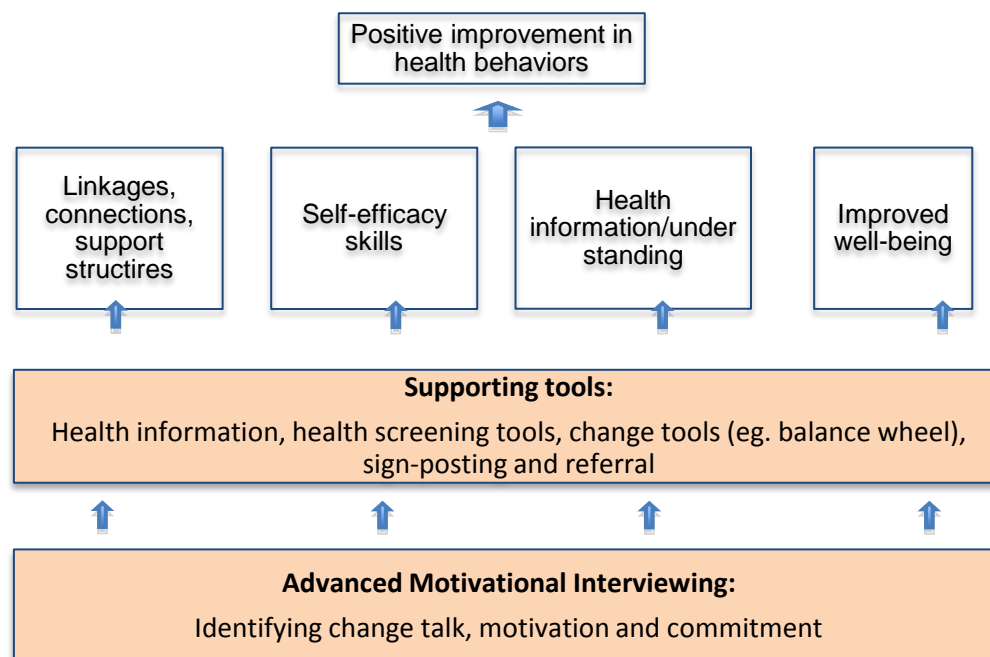 Positive improvement in
health behaviors
Linkages,
connections,
support
structires
Self-efficacy
skills
Health
information/under
standing
Improved
well-being
Supporting tools:
Health information, health screening tools, change tools (eg. balance wheel),
sign-posting and referral
Advanced Motivational Interviewing:
Identifying change talk, motivation and commitment